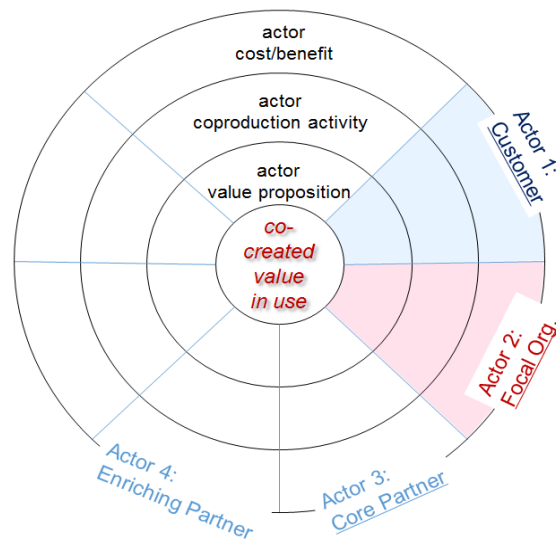 actor
cost/benefit
actor
coproduction activity
actor
value proposition
co-
created
value
in use
Actor 1:
Customer
Actor 2:
Focal Org.
Actor 3:
Core Partner
Actor 4:
Enriching Partner